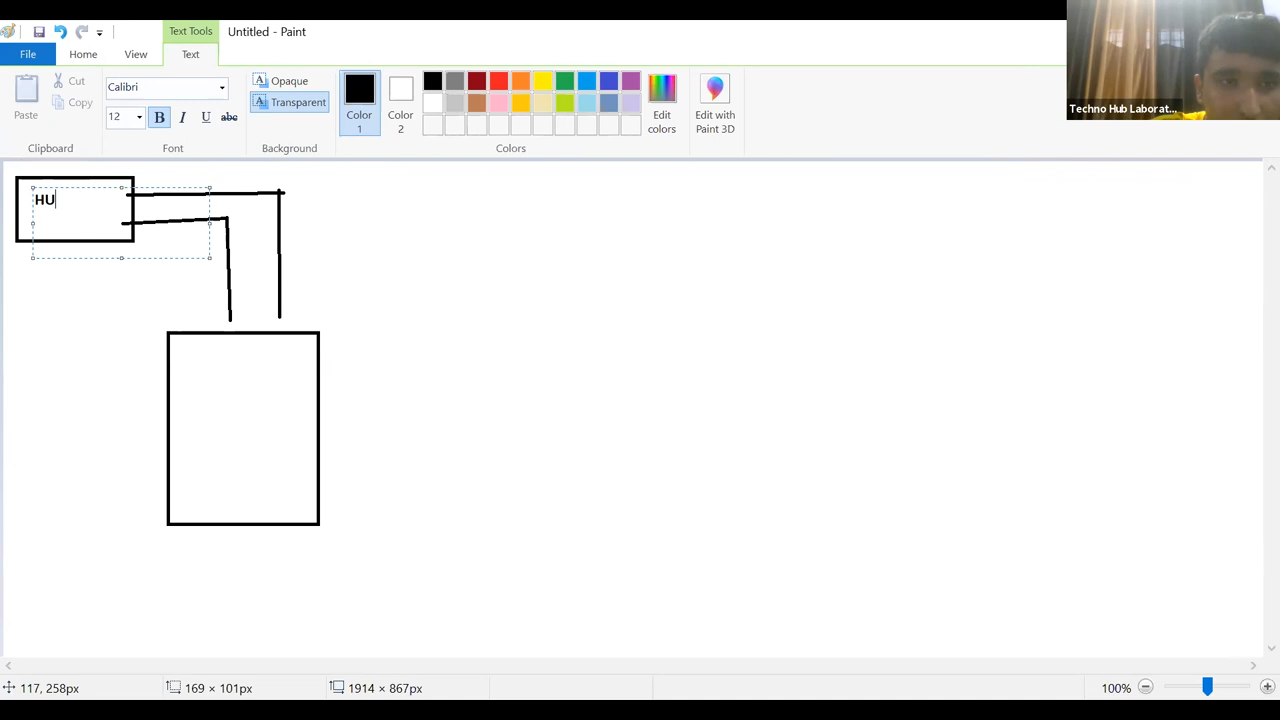 Text Tools
Untitled - Paint
File
Home
View
Text
Paste
Cut
Copy
Clipboard
Calibri
12
B
I
U
abc
Font
A
Opaque
A
Transparent
Background
Color
1
Color
2
Edit
colors
Edit with
Paint 3D
Colors
Techno Hub Laborat...
HU
117, 258px
169 × 101px
1914 × 867px
100%